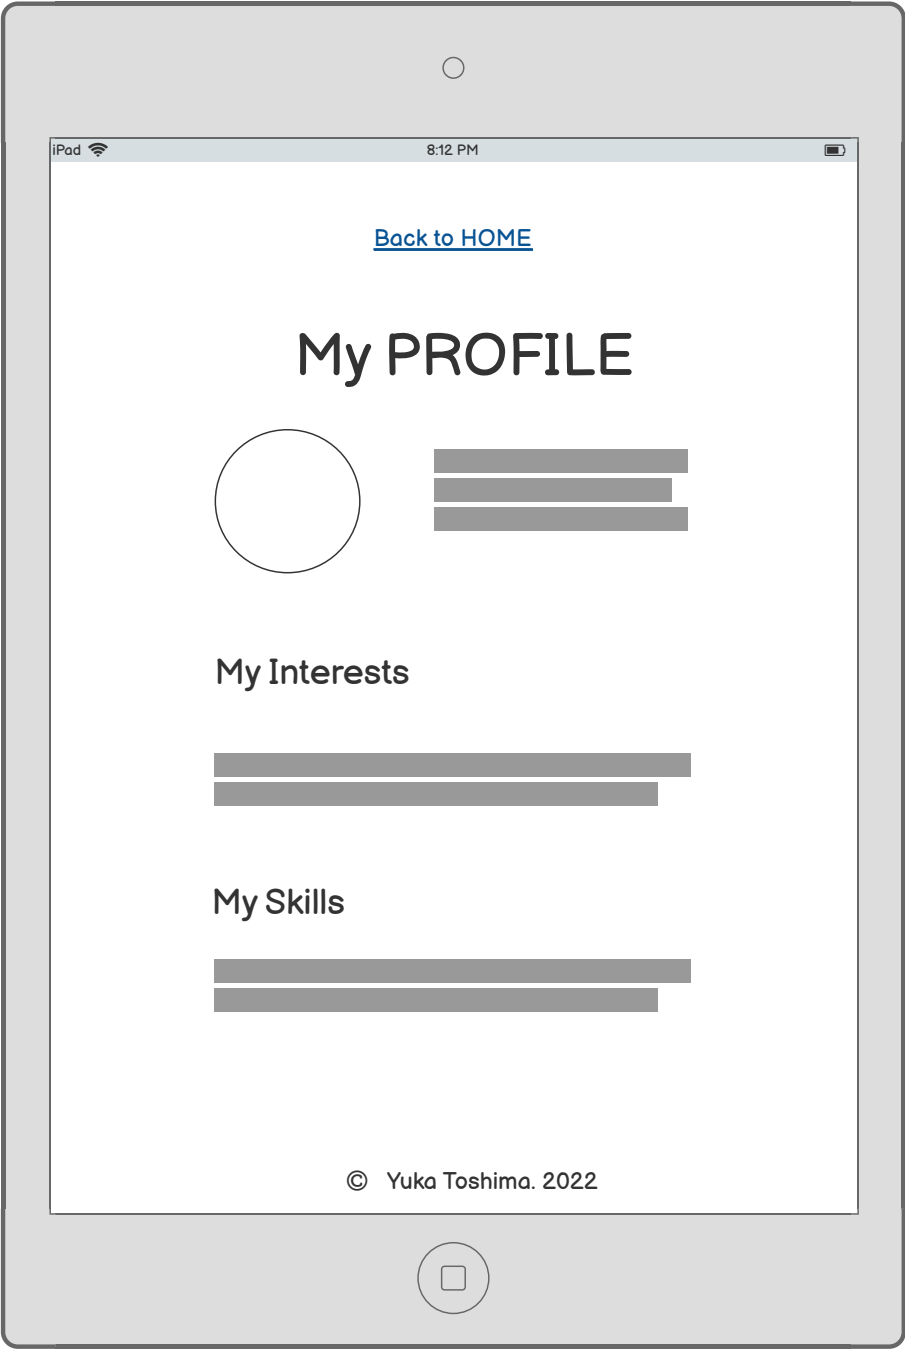 iPad 8:12 PM
Back to HOME
My PROFILE
My Interests
My Skills
© Yuka Toshima. 2022